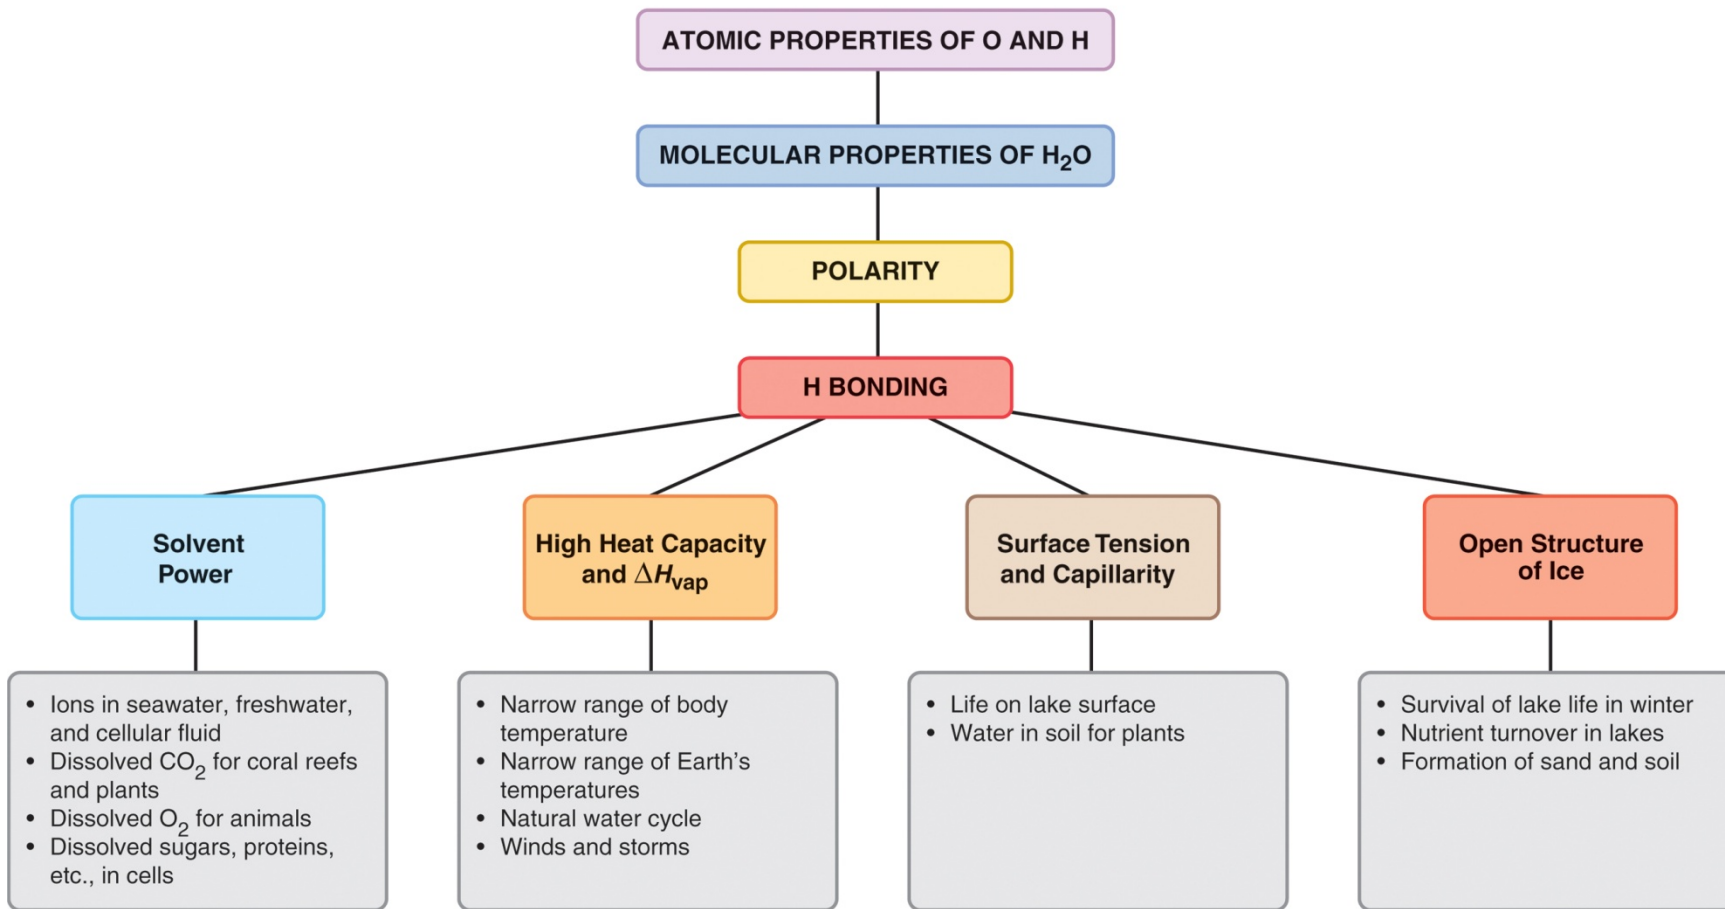 ATOMIC PROPERTIES OF O AND H
MOLECULAR PROPERTIES OF H₂O
POLARITY
H BONDING
Solvent
Power
High Heat Capacity
and ΔHvap
Surface Tension
and Capillarity
Open Structure
of Ice
• Ions in seawater, freshwater,
and cellular fluid
• Dissolved CO₂ for coral reefs
and plants
• Dissolved O₂ for animals
• Dissolved sugars, proteins,
etc., in cells
• Narrow range of body
temperature
• Narrow range of Earth’s
temperatures
• Natural water cycle
• Winds and storms
• Life on lake surface
• Water in soil for plants
• Survival of lake life in winter
• Nutrient turnover in lakes
• Formation of sand and soil